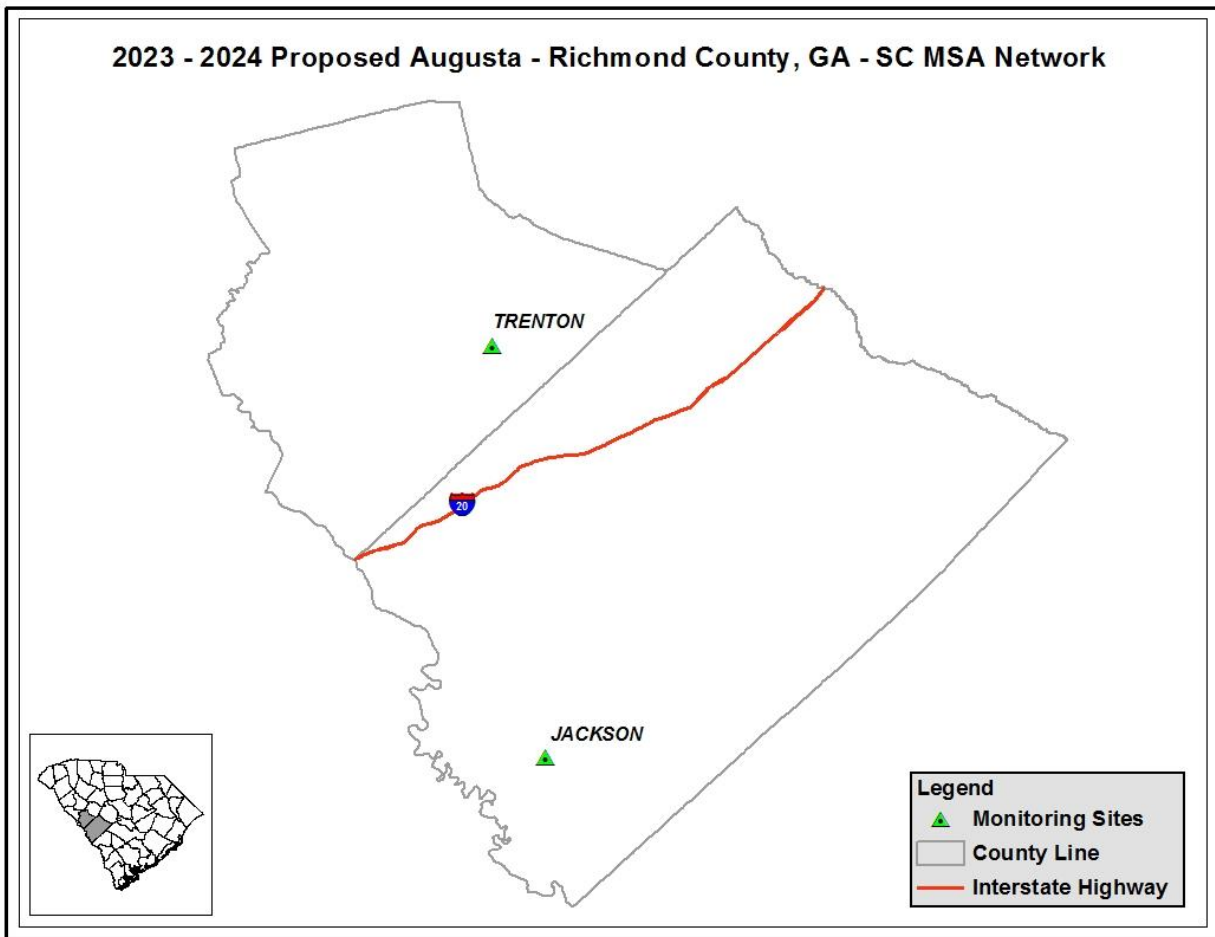 2023 - 2024 Proposed Augusta - Richmond County, GA - SC MSA Network
TRENTON
20
JACKSON
Legend
Monitoring Sites
County Line
Interstate Highway